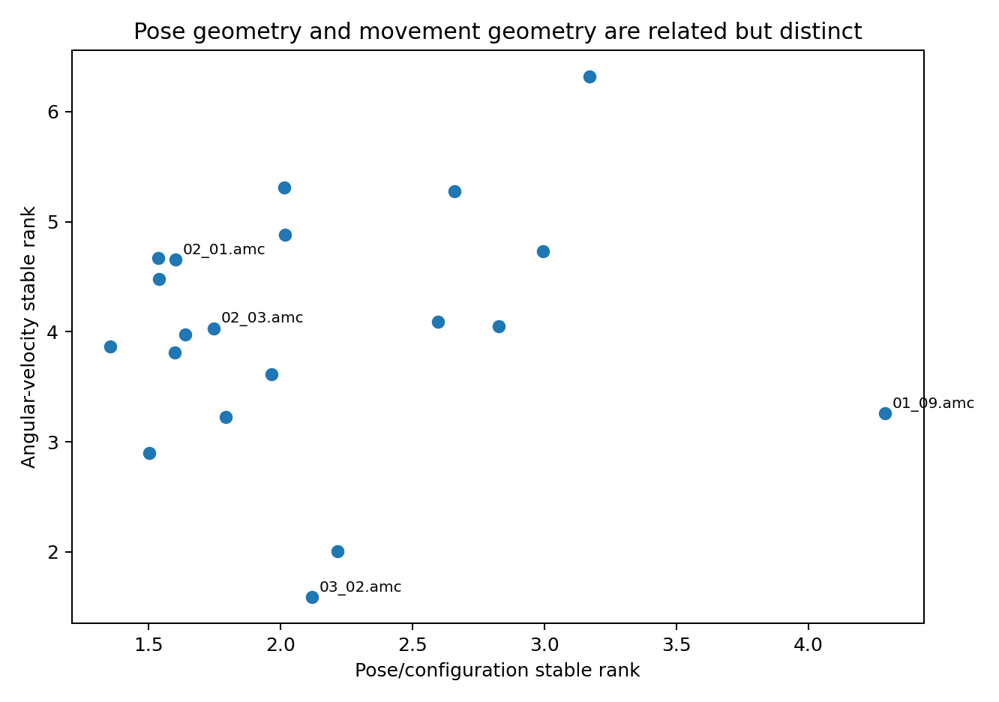 Pose geometry and movement geometry are related but distinct
Angular-velocity stable rank
6
5
4
3
2
02_01.amc
02_03.amc
01_09.amc
03_02.amc
1.5 2.0 2.5 3.0 3.5 4.0
Pose/configuration stable rank